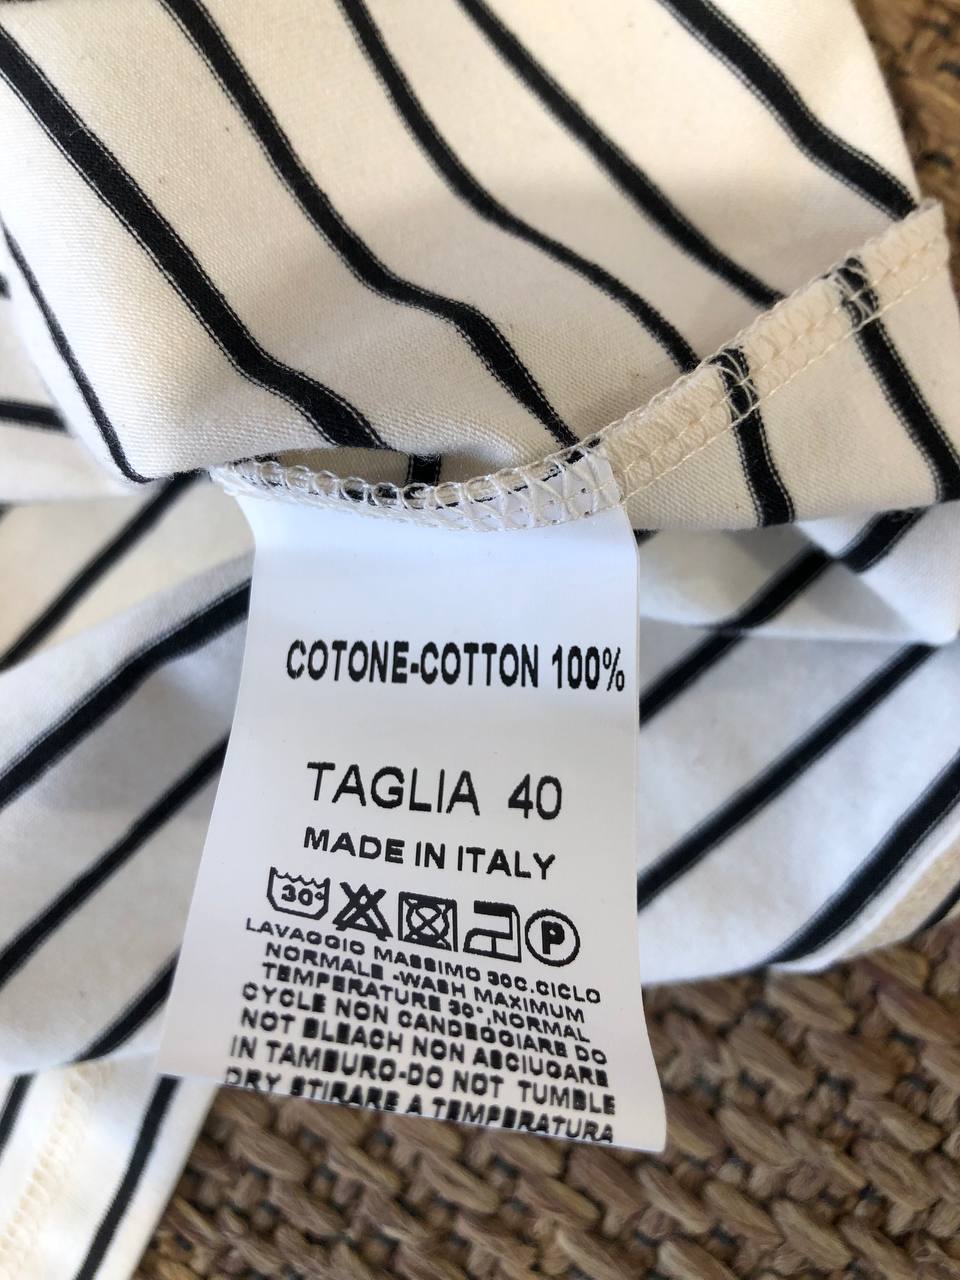 COTONE-COTTON 100%
TAGLIA 40
MADE IN ITALY
30° P
LAVAGGIO MASSIMO 30C.CICLO
NORMALE -WASH MAXIMUM
TEMPERATURE 30°,NORMAL
CYCLE NON CANDEGGIARE DO
NOT BLEACH NON ASCIUGARE
IN TAMBURO-DO NOT TUMBLE
DRY STIRARE A TEMPERATURA